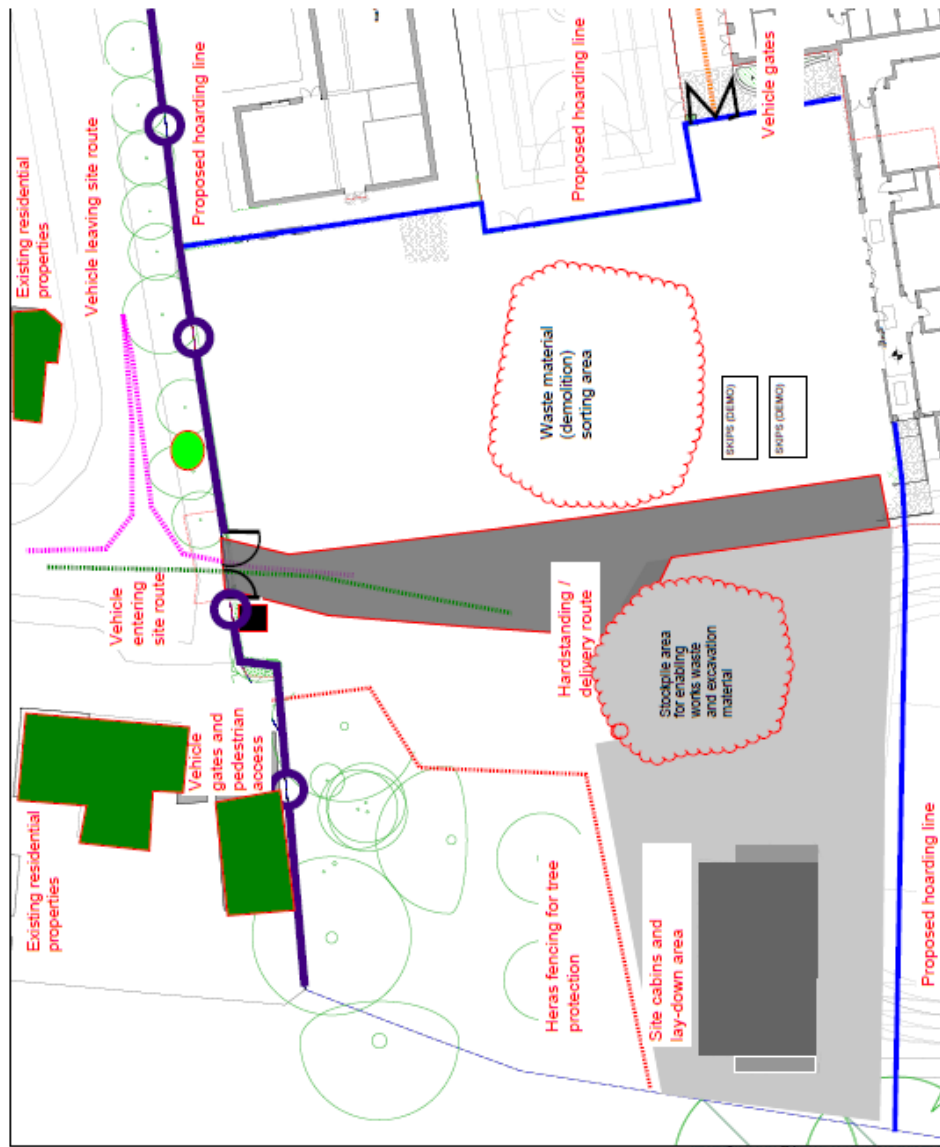 Existing residential
properties
Vehicle leaving site route
Proposed hoarding line
Proposed hoarding line
Vehicle gates
Waste material
(demolition)
sorting area
SKIPS (DEMO)
SKIPS (DEMO)
Vehicle
entering
site route
Hardstanding /
delivery route
Stockpile area
for enabling
works waste
and excavation
material
Existing residential
properties
Vehicle
gates and
pedestrian
access
Heras fencing for tree
protection
Site cabins and
lay-down area
Proposed hoarding line